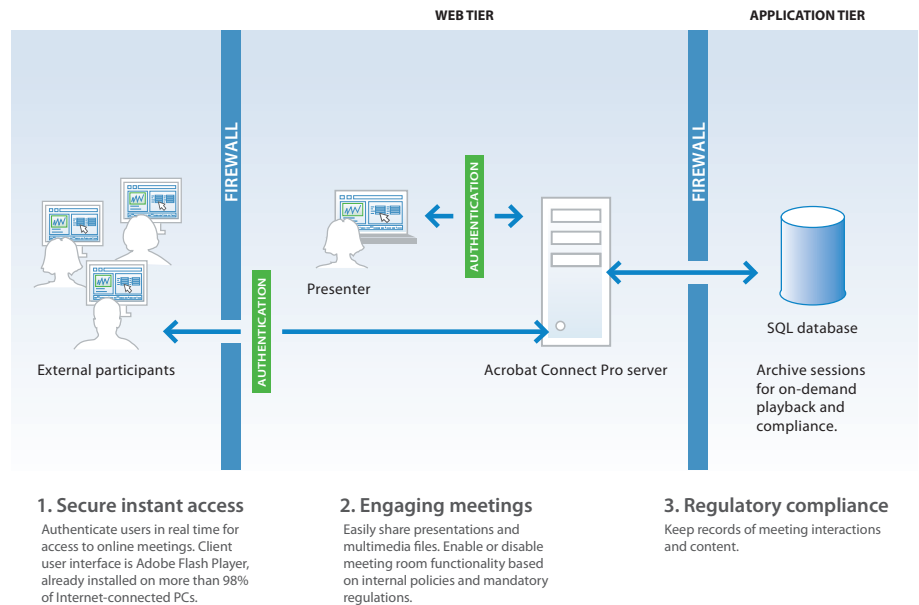 WEB TIER
APPLICATION TIER
FIREWALL
FIREWALL
AUTHENTICATION
Presenter
AUTHENTICATION
SQL database
External participants
Acrobat Connect Pro server
Archive sessions
for on-demand
playback and
compliance.
1. Secure instant access
Authenticate users in real time for
access to online meetings. Client
user interface is Adobe Flash Player,
already installed on more than 98%
of Internet-connected PCs.
2. Engaging meetings
Easily share presentations and
multimedia files. Enable or disable
meeting room functionality based
on internal policies and mandatory
regulations.
3. Regulatory compliance
Keep records of meeting interactions
and content.